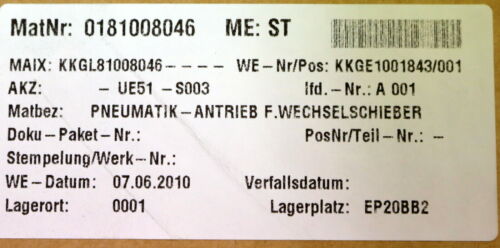 MatNr: 0181008046 ME: ST
MAIX: KKGL81008046---- WE-Nr/Pos: KKGE1001843/001
AKZ: - UE51 -S003 lfd.-Nr.: A 001
Matbez: PNEUMATIK-ANTRIEB F.WECHSELSCHIEBER
Doku-Paket-Nr.: PosNr/Teil-Nr.: -
Stempelung/Werk-Nr.:
WE-Datum: 07.06.2010 Verfallsdatum:
Lagerort: 0001 Lagerplatz: EP20BB2